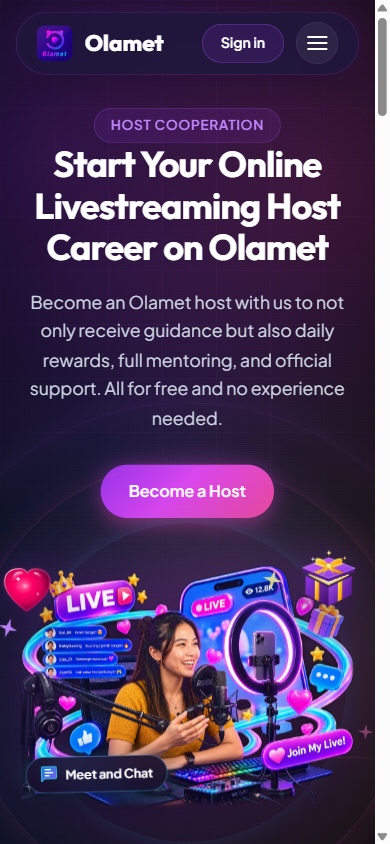 Olamet
Olamet
Sign in
HOST COOPERATION
Start Your Online
Livestreaming Host
Career on Olamet
Become an Olamet host with us to not
only receive guidance but also daily
rewards, full mentoring, and official
support. All for free and no experience
needed.
Become a Host
LIVE
LIVE
12.8K
Join My Live!
Meet and Chat